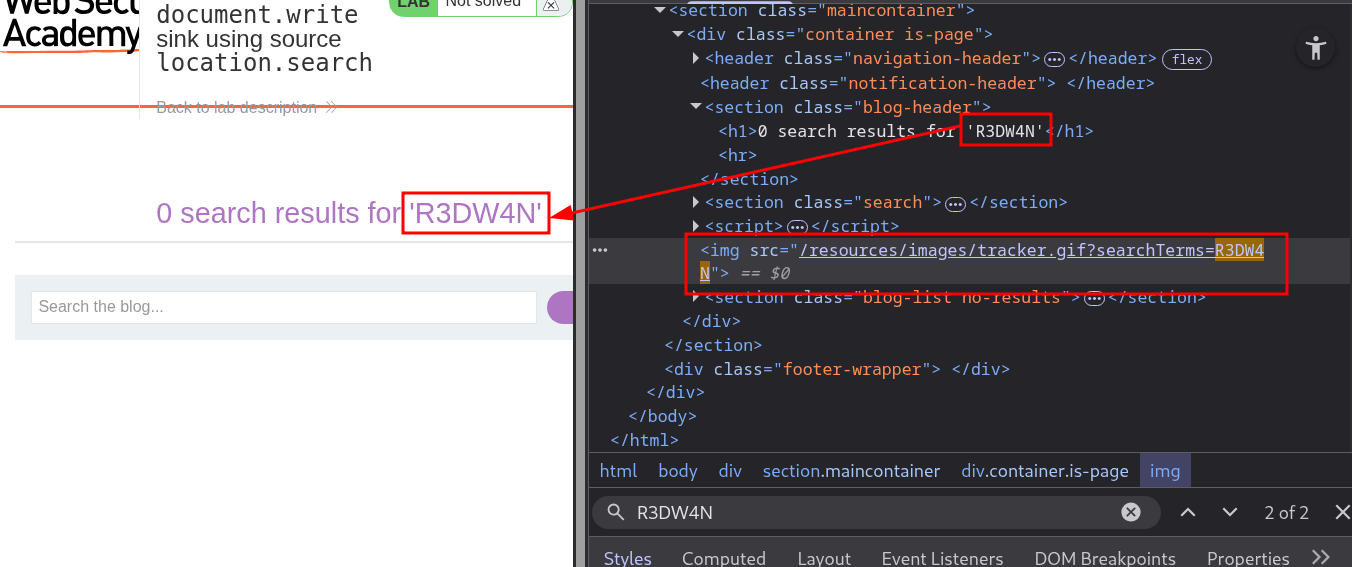 Web Secu
Academy
document.write
sink using source
location.search
LAB
Not solved
Back to lab description
0 search results for 'R3DW4N'
Search the blog...
<section class="maincontainer">
<div class="container is-page">
<header class="navigation-header"> </header> flex
<header class="notification-header"> </header>
<section class="blog-header">
<h1>0 search results for 'R3DW4N'</h1>
<hr>
</section>
<section class="search"> </section>
<script> </script>
<img src="/resources/images/tracker.gif?searchTerms=R3DW4
N"> == $0
<section class="blog-list no-results"> </section>
</div>
</section>
<div class="footer-wrapper"> </div>
</div>
</body>
</html>
html body div section.maincontainer div.container.is-page img
R3DW4N
2 of 2
Styles Computed Layout Event Listeners DOM Breakpoints Properties